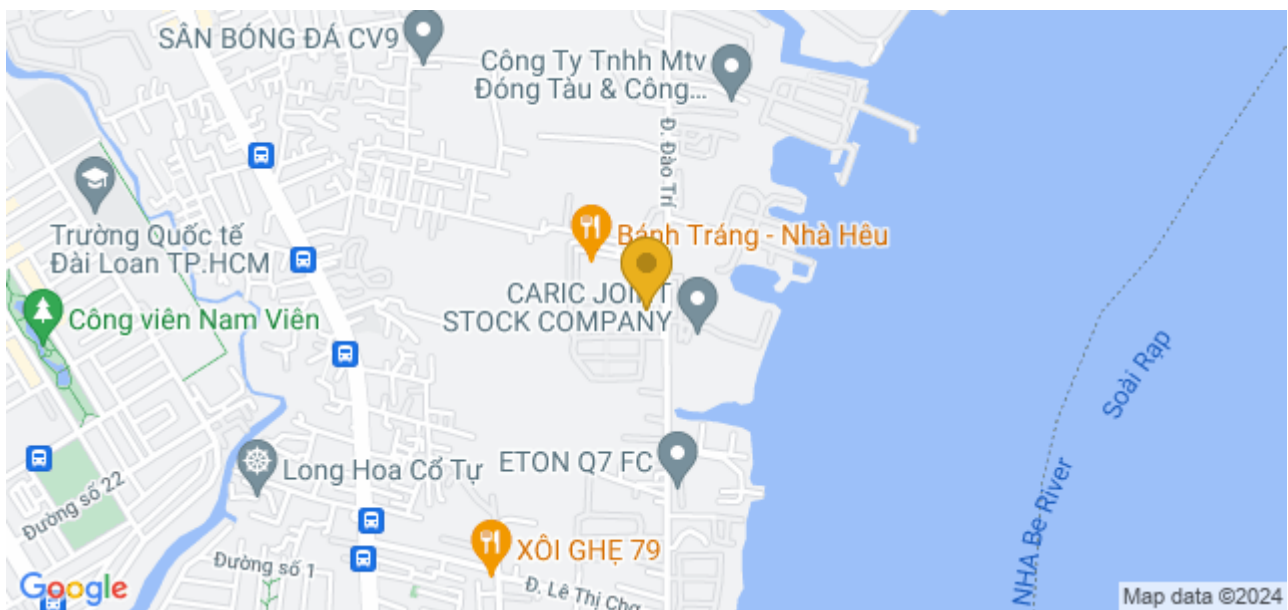 SÂN BÓNG ĐÁ CV9
Công Ty Tnhh Mtv
Đóng Tàu & Công...
Đ. Đào Trí
Trường Quốc tế
Đài Loan TP.HCM
Bánh Tráng - Nhà Hêu
CARIC JOINT
STOCK COMPANY
Công viên Nam Viên
Soài Rạp
ETON Q7 FC
Long Hoa Cổ Tự
Đường số 22
NHA Be River
XÔI GHẸ 79
Đường số 1
Đ. Lê Thị Chợ
Google
Map data ©2024